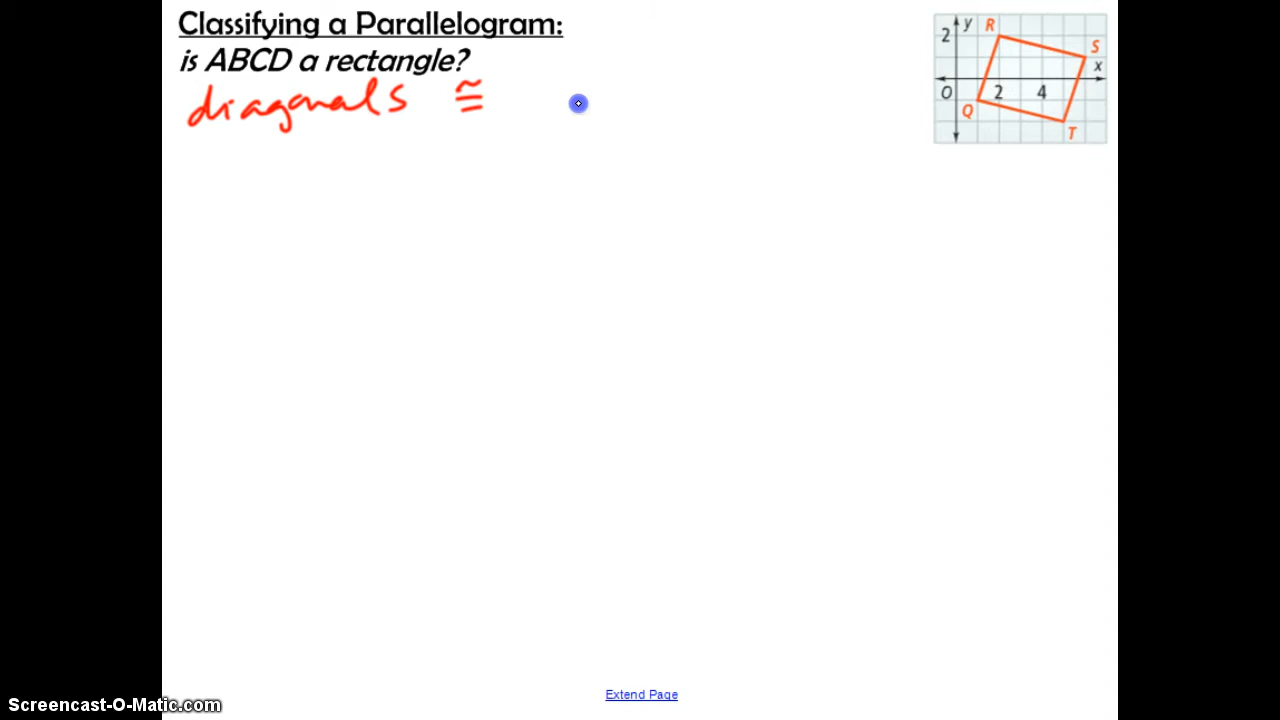 Classifying a Parallelogram:
is ABCD a rectangle?
diagonals ≅
y
R
2
S
x
O
2
4
Q
T
Extend Page
Screencast-O-Matic.com